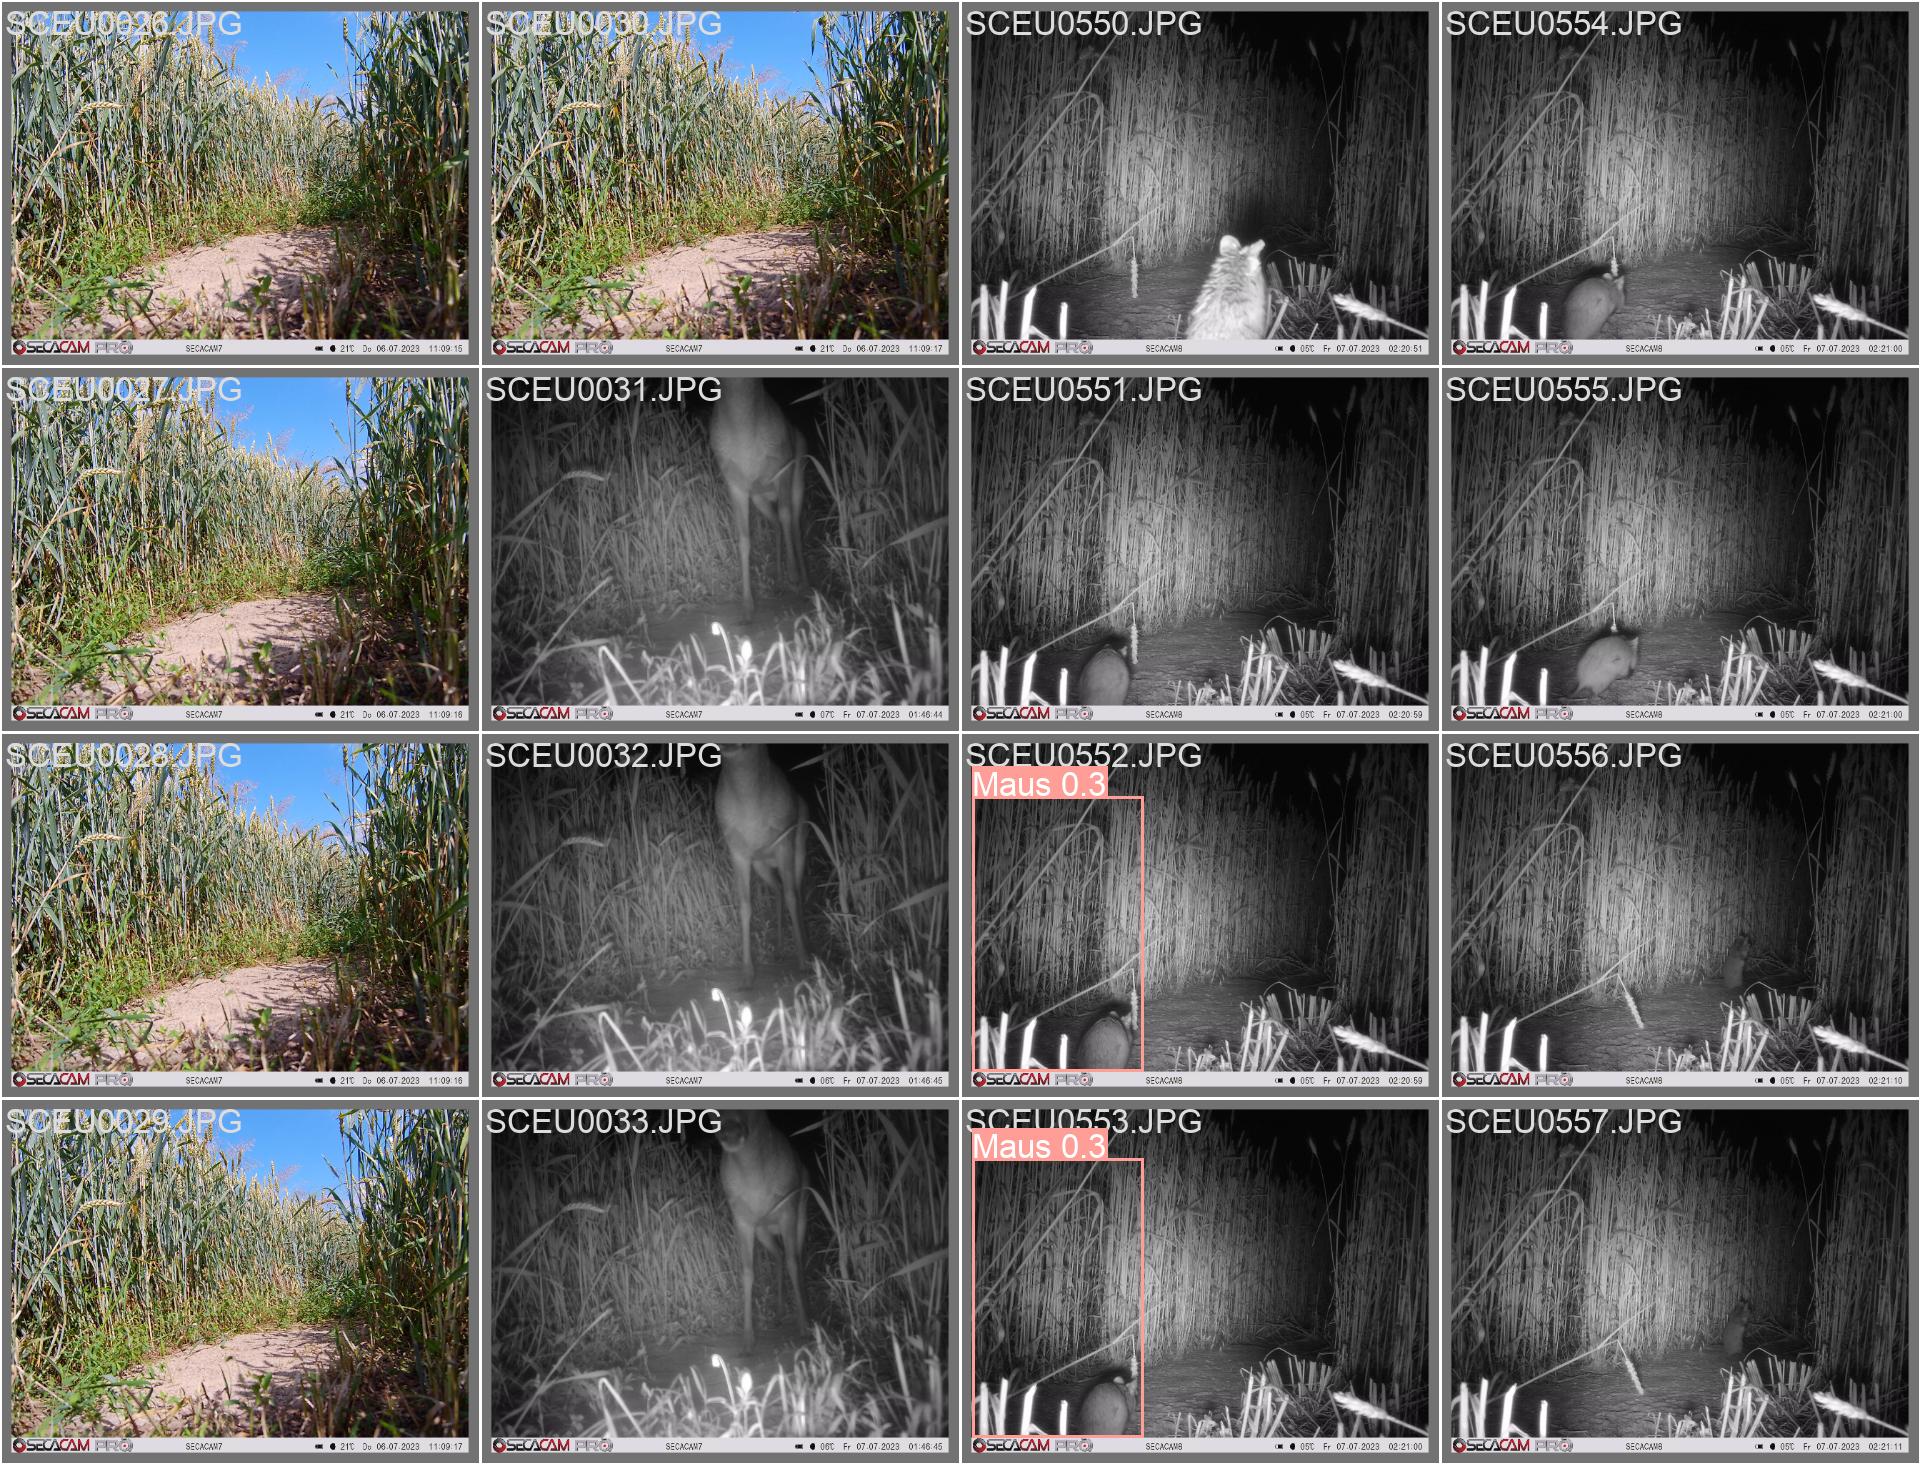 SCEU0026.JPG
SECACAM PRO SECACAM7 21°C Do 06-07-2023 11:09:15
SCEU0030.JPG
SECACAM PRO SECACAM7 21°C Do 06-07-2023 11:09:17
SCEU0550.JPG
SECACAM PRO SECACAM8 05°C Fr 07-07-2023 02:20:51
SCEU0554.JPG
SECACAM PRO SECACAM8 05°C Fr 07-07-2023 02:21:00
SCEU0027.JPG
SECACAM PRO SECACAM7 21°C Do 06-07-2023 11:09:16
SCEU0031.JPG
SECACAM PRO SECACAM7 07°C Fr 07-07-2023 01:46:44
SCEU0551.JPG
SECACAM PRO SECACAM8 05°C Fr 07-07-2023 02:20:59
SCEU0555.JPG
SECACAM PRO SECACAM8 05°C Fr 07-07-2023 02:21:00
SCEU0028.JPG
SECACAM PRO SECACAM7 21°C Do 06-07-2023 11:09:16
SCEU0032.JPG
SECACAM PRO SECACAM7 06°C Fr 07-07-2023 01:46:45
SCEU0552.JPG
Maus 0.3
SECACAM PRO SECACAM8 05°C Fr 07-07-2023 02:20:59
SCEU0556.JPG
SECACAM PRO SECACAM8 05°C Fr 07-07-2023 02:21:10
SCEU0029.JPG
SECACAM PRO SECACAM7 21°C Do 06-07-2023 11:09:17
SCEU0033.JPG
SECACAM PRO SECACAM7 06°C Fr 07-07-2023 01:46:45
SCEU0553.JPG
Maus 0.3
SECACAM PRO SECACAM8 05°C Fr 07-07-2023 02:21:00
SCEU0557.JPG
SECACAM PRO SECACAM8 05°C Fr 07-07-2023 02:21:11